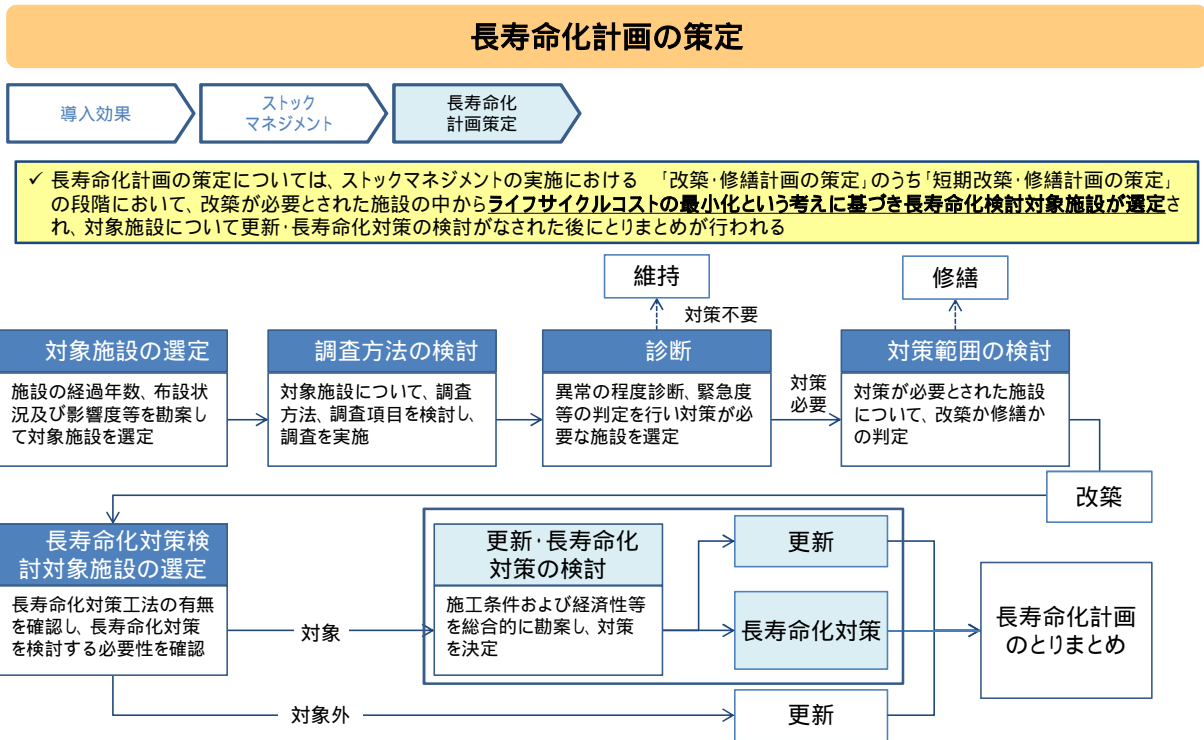 長寿命化計画の策定
導入効果
ストック
マネジメント
長寿命化
計画策定
✓ 長寿命化計画の策定については、ストックマネジメントの実施における 「改築・修繕計画の策定」のうち「短期改築・修繕計画の策定」
の段階において、改築が必要とされた施設の中からライフサイクルコストの最小化という考えに基づき長寿命化検討対象施設が選定さ
れ、対象施設について更新・長寿命化対策の検討がなされた後にとりまとめが行われる
維持
修繕
対策不要
対象施設の選定
施設の経過年数、布設状
況及び影響度等を勘案し
て対象施設を選定
調査方法の検討
対象施設について、調査
方法、調査項目を検討し、
調査を実施
診断
異常の程度診断、緊急度
等の判定を行い対策が必
要な施設を選定
対策
必要
対策範囲の検討
対策が必要とされた施設
について、改築か修繕か
の判定
改築
長寿命化対策検
討対象施設の選定
長寿命化対策工法の有無
を確認し、長寿命化対策
を検討する必要性を確認
対象
更新・長寿命化
対策の検討
施工条件および経済性等
を総合的に勘案し、対策
を決定
更新
長寿命化対策
長寿命化計画
のとりまとめ
対象外
更新